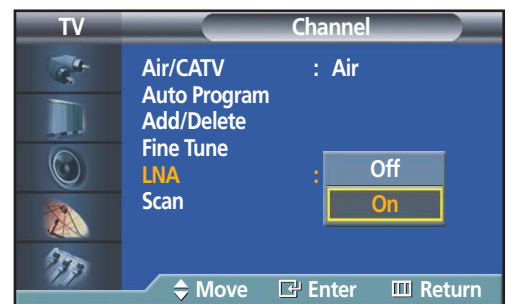 TV Channel
Air/CATV : Air
Auto Program
Add/Delete
Fine Tune
LNA : Off
On
Scan
Move Enter Return